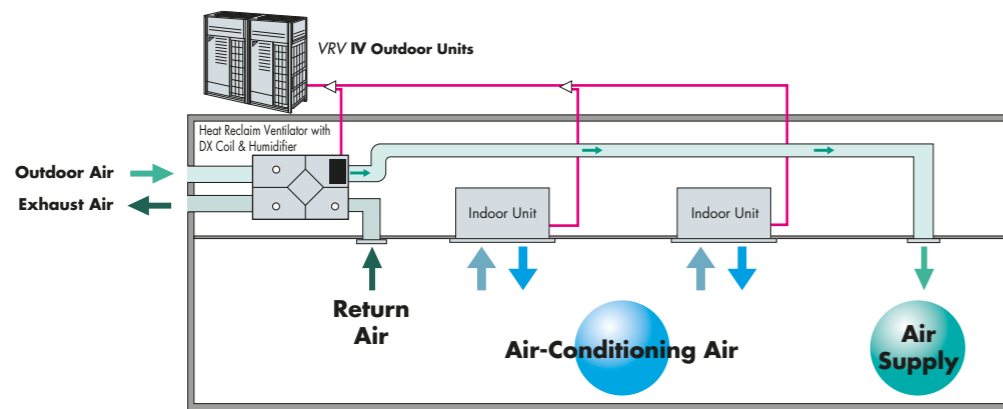 VRV IV Outdoor Units
Heat Reclaim Ventilator with
DX Coil & Humidifier
Outdoor Air
Exhaust Air
Indoor Unit
Indoor Unit
Return
Air
Air-Conditioning Air
Air
Supply